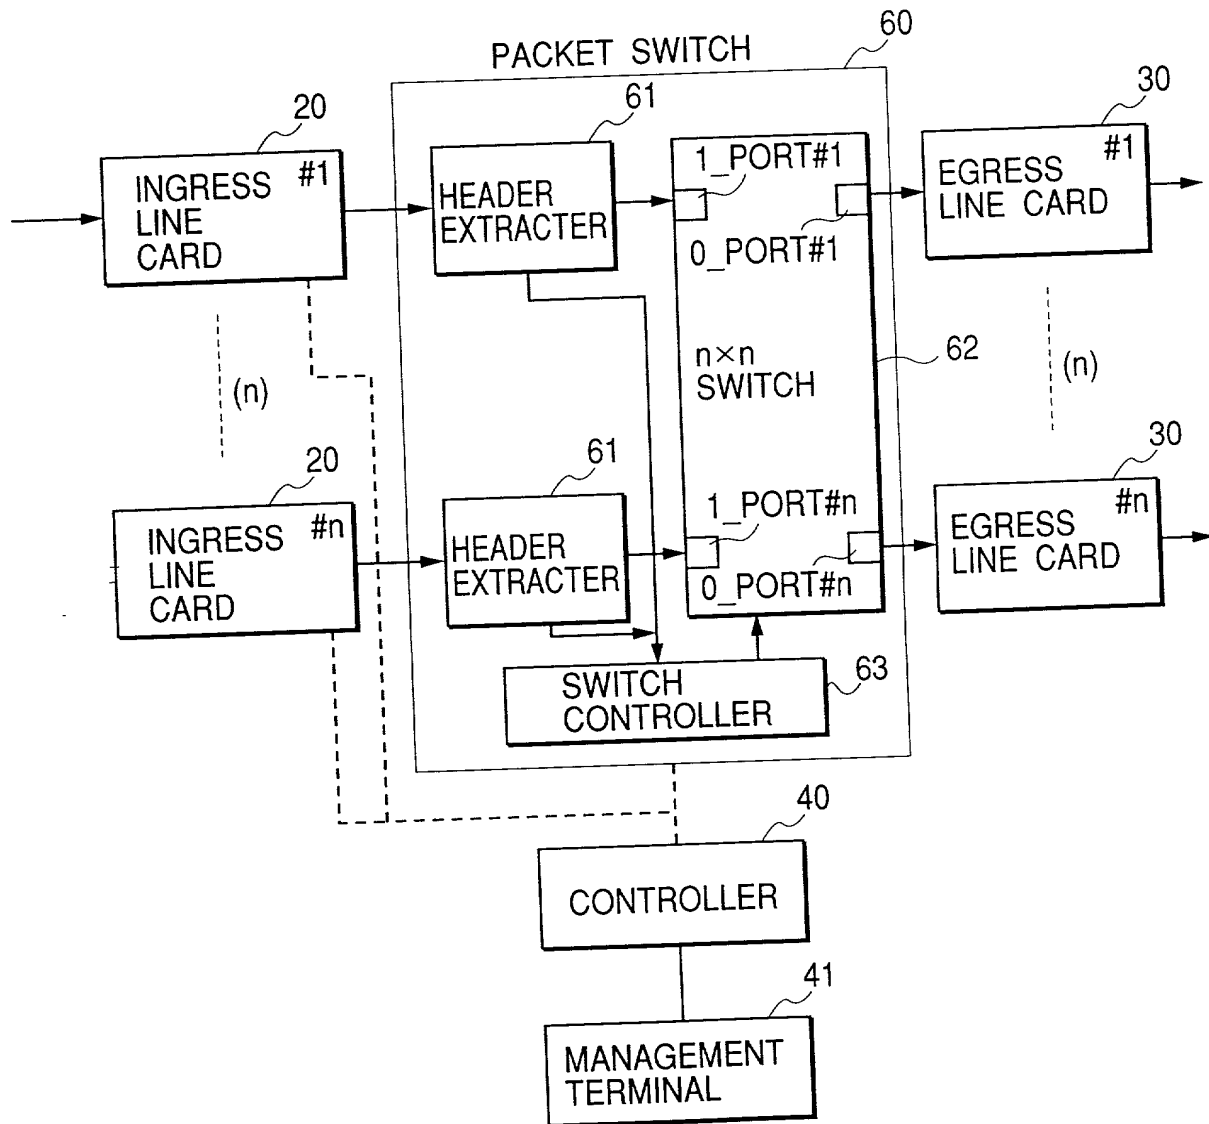 PACKET SWITCH
60
20
61
30
INGRESS #1
LINE
CARD
HEADER
EXTRACTER
1_PORT#1
0_PORT#1
EGRESS #1
LINE CARD
(n)
n×n
SWITCH
62
(n)
20
61
30
INGRESS #n
LINE
CARD
HEADER
EXTRACTER
1_PORT#n
0_PORT#n
EGRESS #n
LINE CARD
SWITCH
CONTROLLER
63
40
CONTROLLER
41
MANAGEMENT
TERMINAL